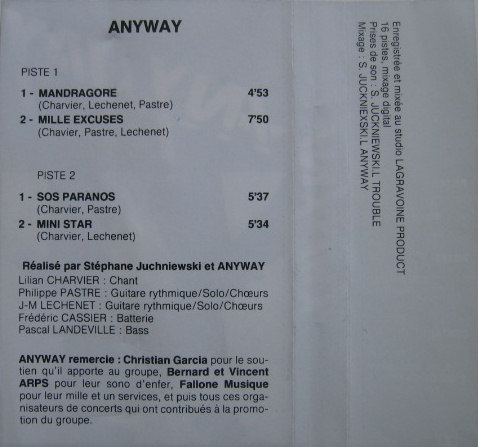 ANYWAY
PISTE 1
1 - MANDRAGORE 4'53
(Charvier, Lechenet, Pastre)
2 - MILLE EXCUSES 7'50
(Chavier, Pastre, Lechenet)
PISTE 2
1 - SOS PARANOS 5'37
(Charvier, Pastre)
2 - MINI STAR 5'34
(Charvier, Lechenet)
Réalisé par Stéphane Juchniewski et ANYWAY
Lilian CHARVIER : Chant
Philippe PASTRE : Guitare rythmique/Solo/Chœurs
J-M LECHENET : Guitare rythmique/Solo/Chœurs
Frédéric CASSIER : Batterie
Pascal LANDEVILLE : Bass
ANYWAY remercie : Christian Garcia pour le sou-
tien qu'il apporte au groupe, Bernard et Vincent
ARPS pour leur sono d'enfer, Fallone Musique
pour leur mille et un services, et puis tous ces orga-
nisateurs de concerts qui ont contribués à la promo-
tion du groupe.
Enregistrée et mixée au studio LAGRAVOINE PRODUCT
16 pistes, mixage digital
Prises de son : S. JUCKNIEWSKI.L TROUBLE
Mixage : S. JUCKNIEXSKI.L ANYWAY